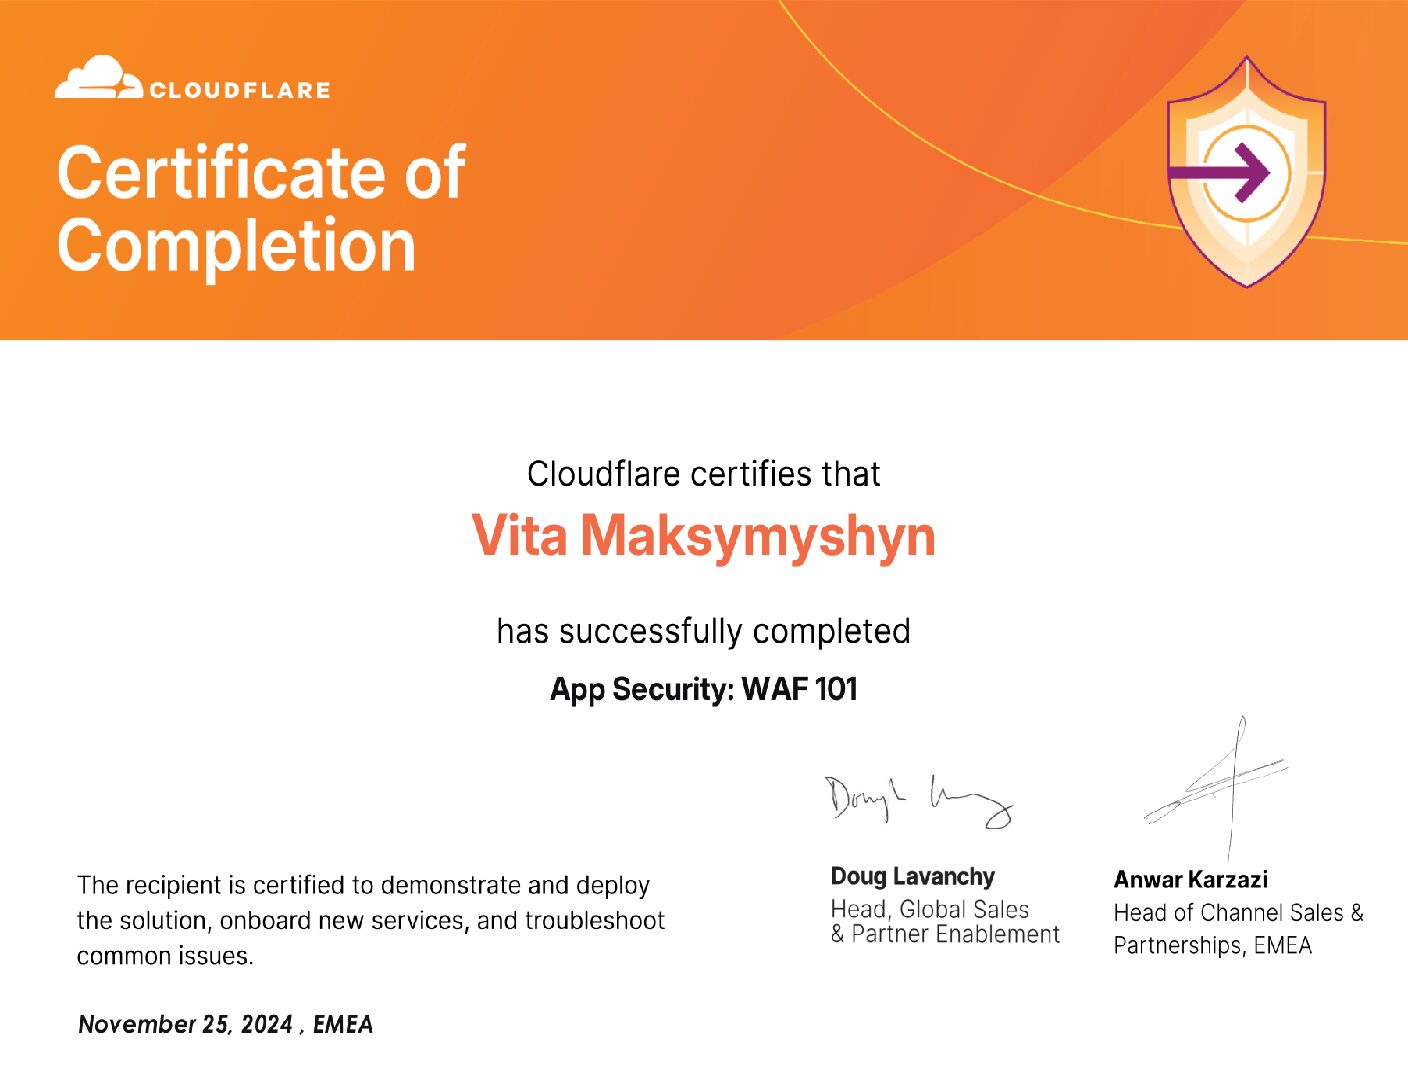 CLOUDFLARE
Certificate of
Completion
Cloudflare certifies that
Vita Maksymyshyn
has successfully completed
App Security: WAF 101
The recipient is certified to demonstrate and deploy
the solution, onboard new services, and troubleshoot
common issues.
November 25, 2024 , EMEA
Doug Lavanchy
Head, Global Sales
& Partner Enablement
Anwar Karzazi
Head of Channel Sales &
Partnerships, EMEA